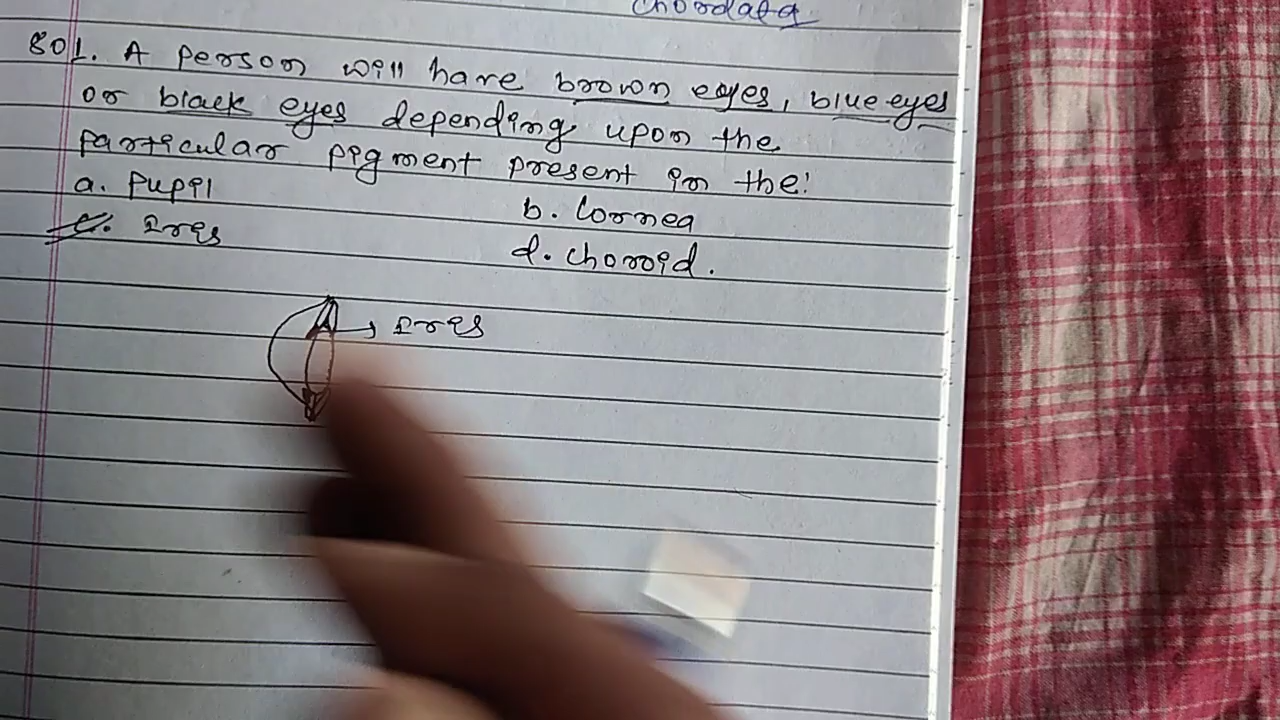 Chordata
801. A person will have brown eyes, blue eyes
or black eyes depending upon the
particular pigment present in the:
a. Pupil
b. Cornea
c. Iris
d. Choroid.
Iris